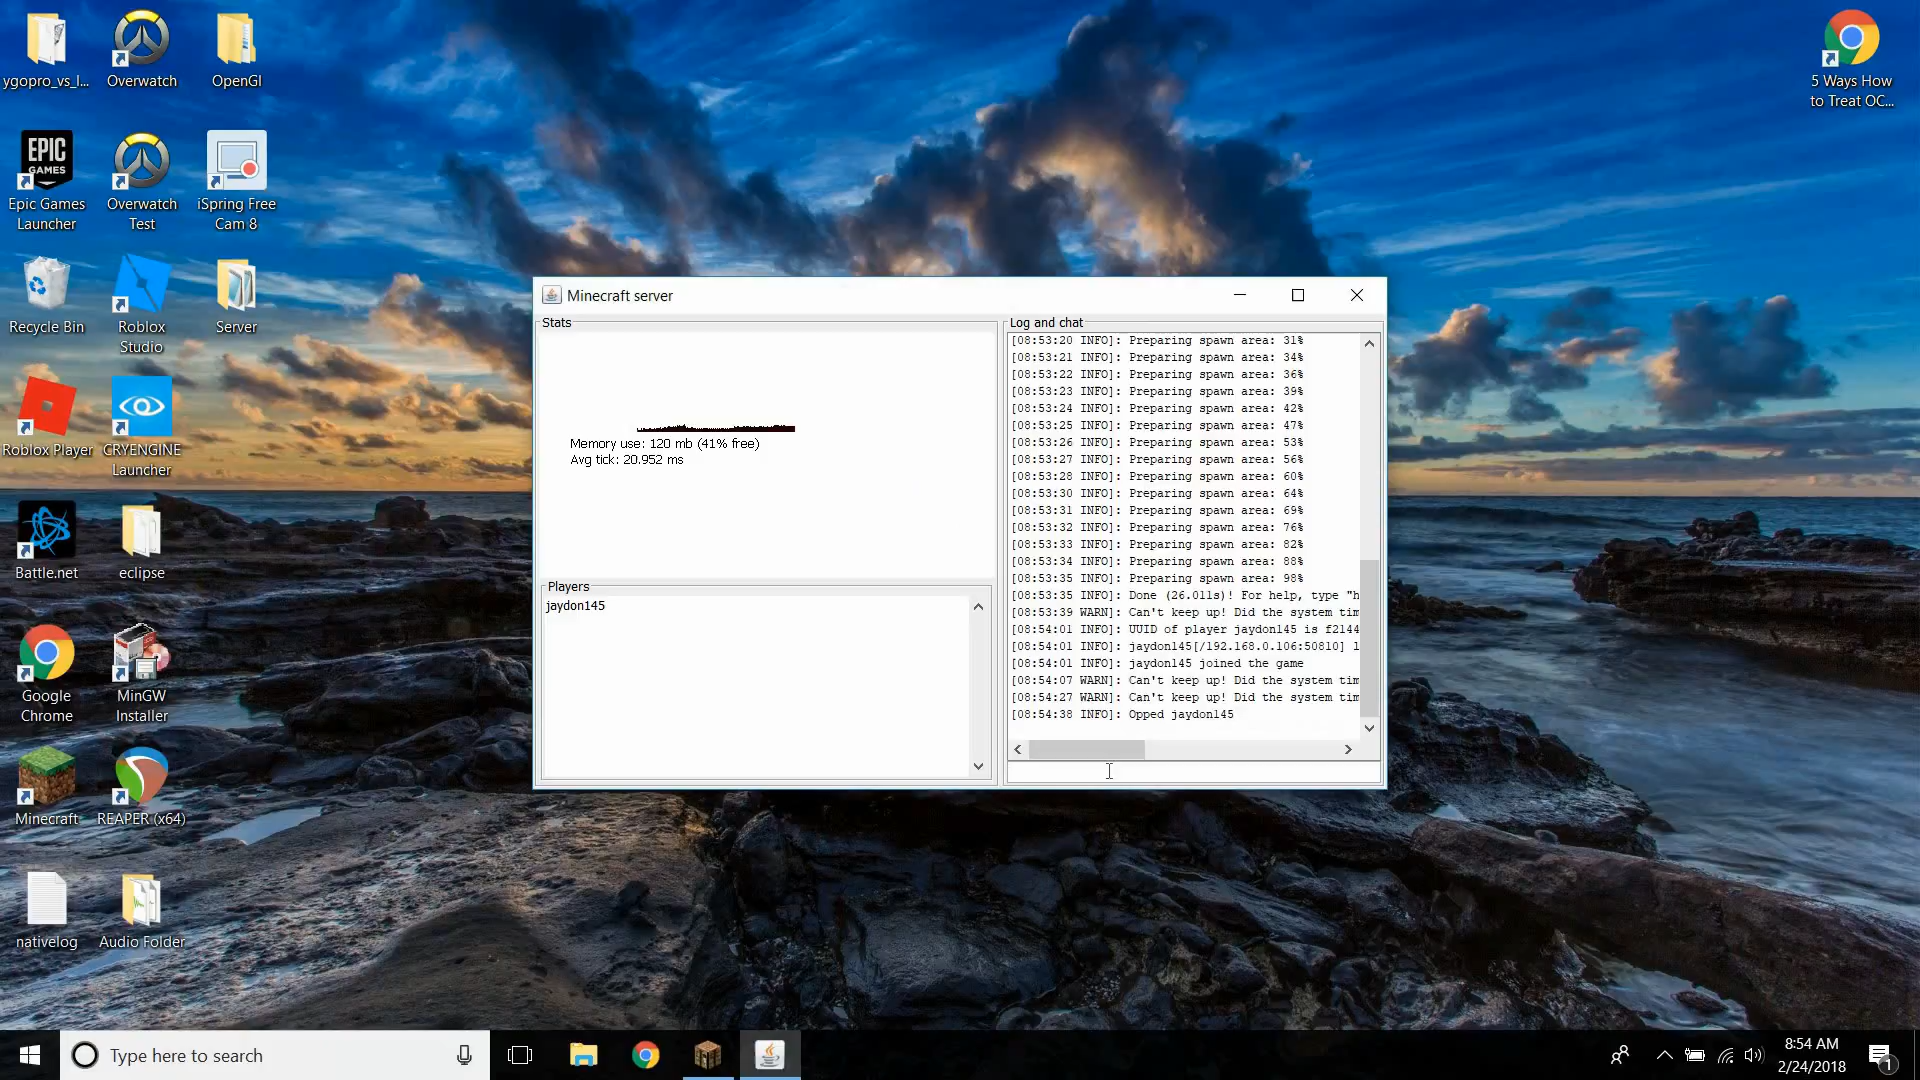 ygopro_vs_l...
Overwatch
OpenGl
5 Ways How
to Treat OC...
EPIC
GAMES
Epic Games
Launcher
Overwatch
Test
iSpring Free
Cam 8
Recycle Bin
Roblox
Studio
Server
Roblox Player
CRYENGINE
Launcher
Battle.net
eclipse
Google
Chrome
MinGW
Installer
Minecraft
REAPER (x64)
nativelog
Audio Folder
Minecraft server
Stats
Memory use: 120 mb (41% free)
Avg tick: 20.952 ms
Players
jaydon145
Log and chat
[08:53:20 INFO]: Preparing spawn area: 31%
[08:53:21 INFO]: Preparing spawn area: 34%
[08:53:22 INFO]: Preparing spawn area: 36%
[08:53:23 INFO]: Preparing spawn area: 39%
[08:53:24 INFO]: Preparing spawn area: 42%
[08:53:25 INFO]: Preparing spawn area: 47%
[08:53:26 INFO]: Preparing spawn area: 53%
[08:53:27 INFO]: Preparing spawn area: 56%
[08:53:28 INFO]: Preparing spawn area: 60%
[08:53:30 INFO]: Preparing spawn area: 64%
[08:53:31 INFO]: Preparing spawn area: 69%
[08:53:32 INFO]: Preparing spawn area: 76%
[08:53:33 INFO]: Preparing spawn area: 82%
[08:53:34 INFO]: Preparing spawn area: 88%
[08:53:35 INFO]: Preparing spawn area: 98%
[08:53:35 INFO]: Done (26.011s)! For help, type "h
[08:53:39 WARN]: Can't keep up! Did the system tim
[08:54:01 INFO]: UUID of player jaydon145 is f2144
[08:54:01 INFO]: jaydon145[/192.168.0.106:50810] l
[08:54:01 INFO]: jaydon145 joined the game
[08:54:07 WARN]: Can't keep up! Did the system tim
[08:54:27 WARN]: Can't keep up! Did the system tim
[08:54:38 INFO]: Opped jaydon145
Type here to search
8:54 AM
2/24/2018
1